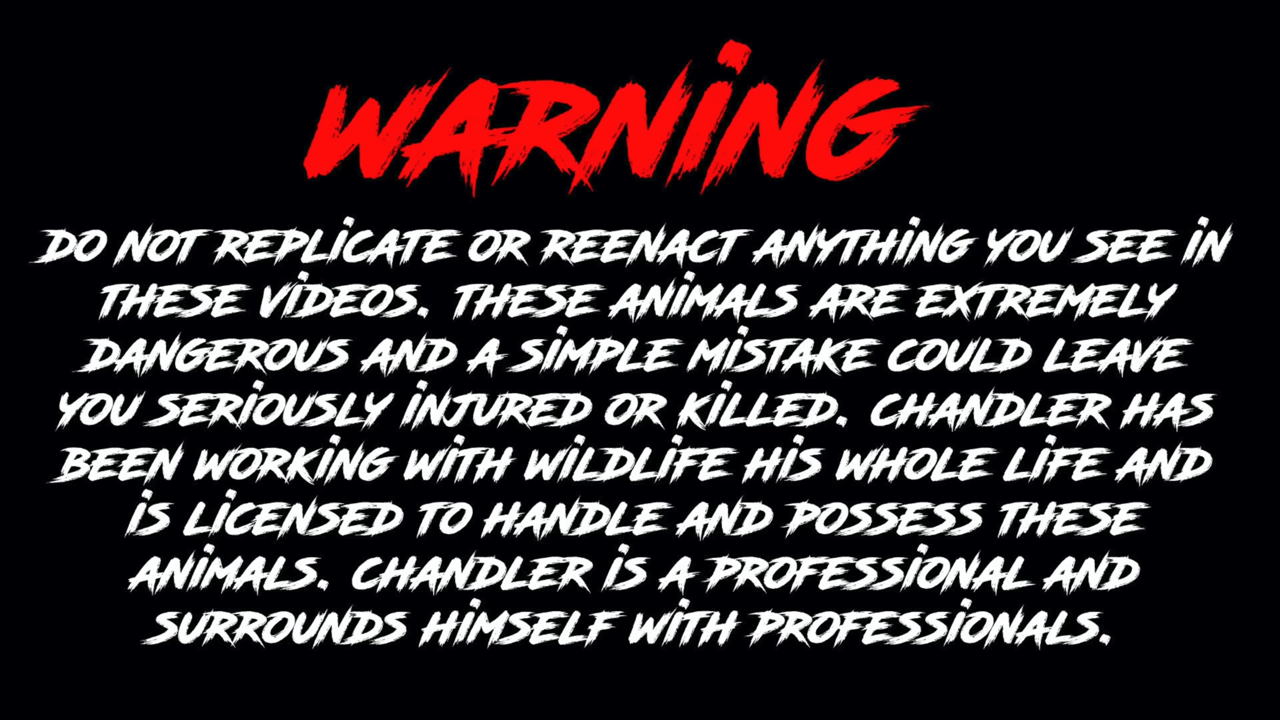 WARNING
DO NOT REPLICATE OR REENACT ANYTHING YOU SEE IN
THESE VIDEOS. THESE ANIMALS ARE EXTREMELY
DANGEROUS AND A SIMPLE MISTAKE COULD LEAVE
YOU SERIOUSLY INJURED OR KILLED. CHANDLER HAS
BEEN WORKING WITH WILDLIFE HIS WHOLE LIFE AND
IS LICENSED TO HANDLE AND POSSESS THESE
ANIMALS. CHANDLER IS A PROFESSIONAL AND
SURROUNDS HIMSELF WITH PROFESSIONALS.